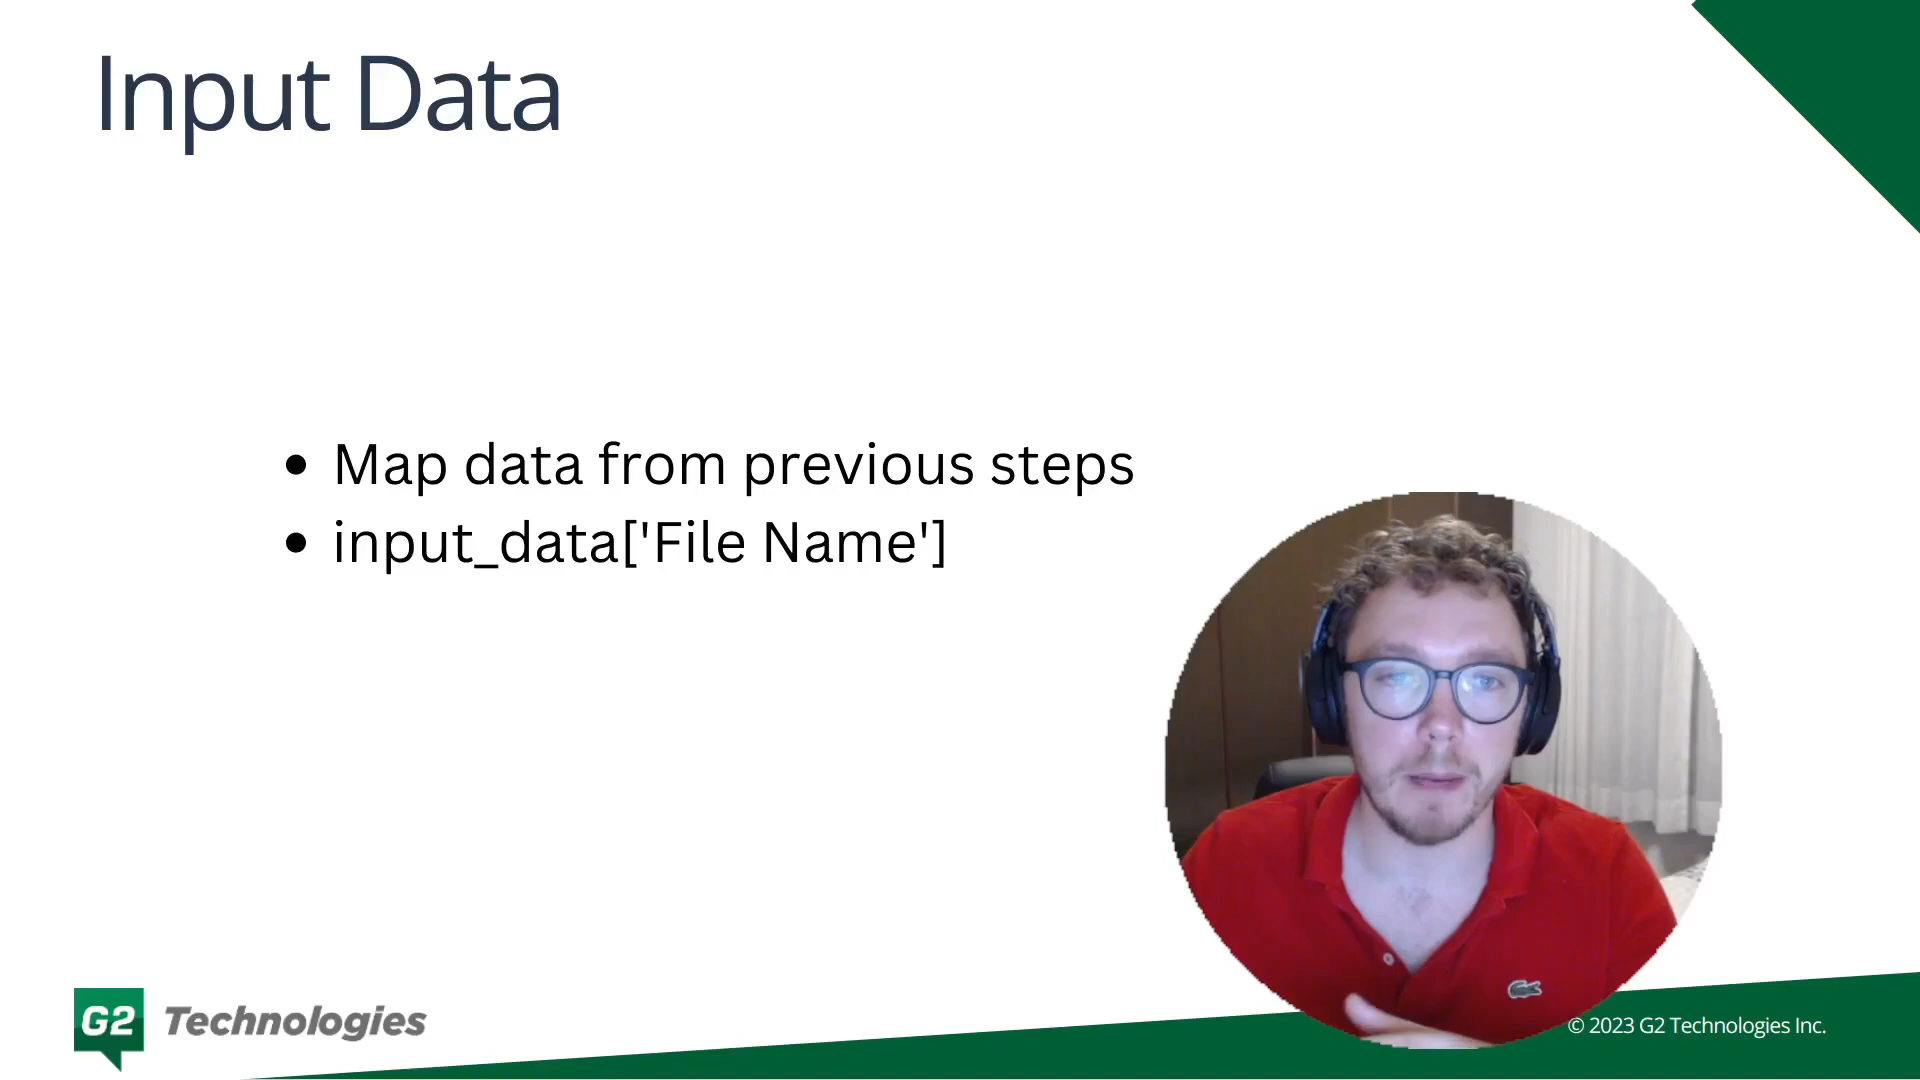 Input Data
• Map data from previous steps
• input_data['File Name']
G2 Technologies
© 2023 G2 Technologies Inc.